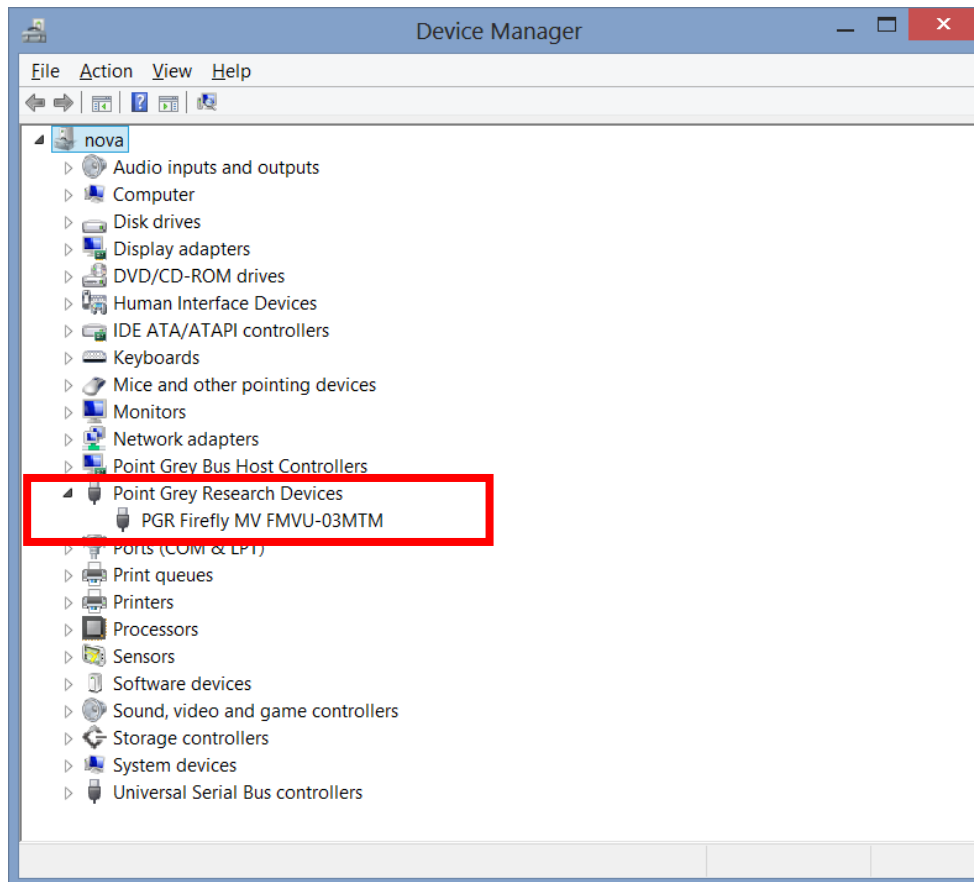 Device Manager
File Action View Help
nova
Audio inputs and outputs
Computer
Disk drives
Display adapters
DVD/CD-ROM drives
Human Interface Devices
IDE ATA/ATAPI controllers
Keyboards
Mice and other pointing devices
Monitors
Network adapters
Point Grey Bus Host Controllers
Point Grey Research Devices
PGR Firefly MV FMVU-03MTM
Ports (COM & LPT)
Print queues
Printers
Processors
Sensors
Software devices
Sound, video and game controllers
Storage controllers
System devices
Universal Serial Bus controllers